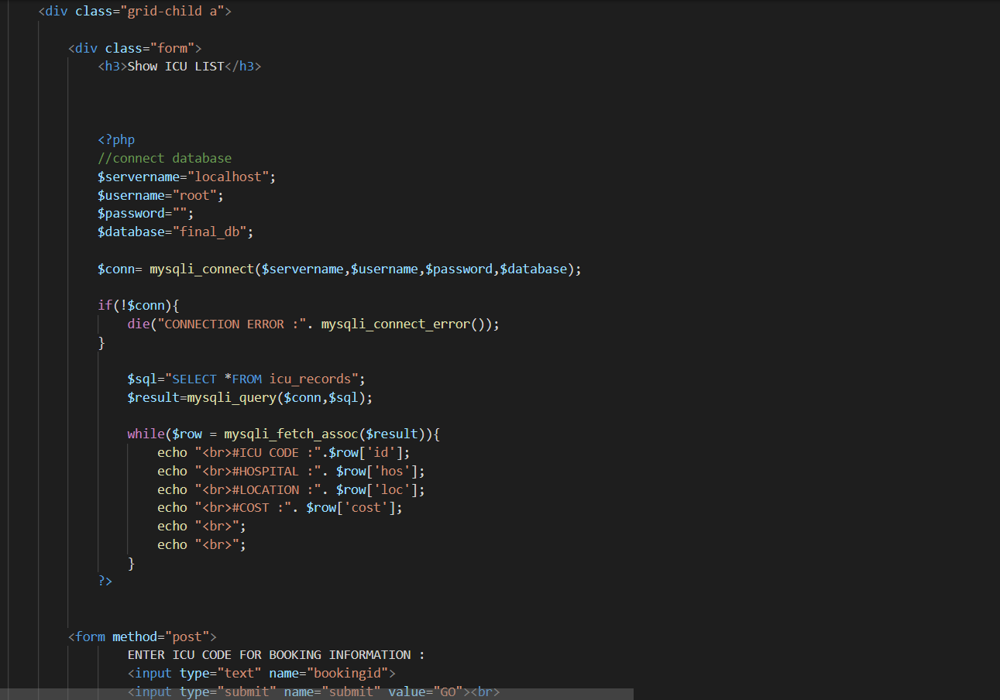 <div class="grid-child a">
<div class="form">
<h3>Show ICU LIST</h3>
<?php
//connect database
$servername="localhost";
$username="root";
$password="";
$database="final_db";
$conn= mysqli_connect($servername,$username,$password,$database);
if(!$conn){
die("CONNECTION ERROR :". mysqli_connect_error());
}
$sql="SELECT *FROM icu_records";
$result=mysqli_query($conn,$sql);
while($row = mysqli_fetch_assoc($result)){
echo "<br>#ICU CODE :".$row['id'];
echo "<br>#HOSPITAL :". $row['hos'];
echo "<br>#LOCATION :". $row['loc'];
echo "<br>#COST :". $row['cost'];
echo "<br>";
echo "<br>";
}
?>
<form method="post">
ENTER ICU CODE FOR BOOKING INFORMATION :
<input type="text" name="bookingid">
<input type="submit" name="submit" value="GO"><br>